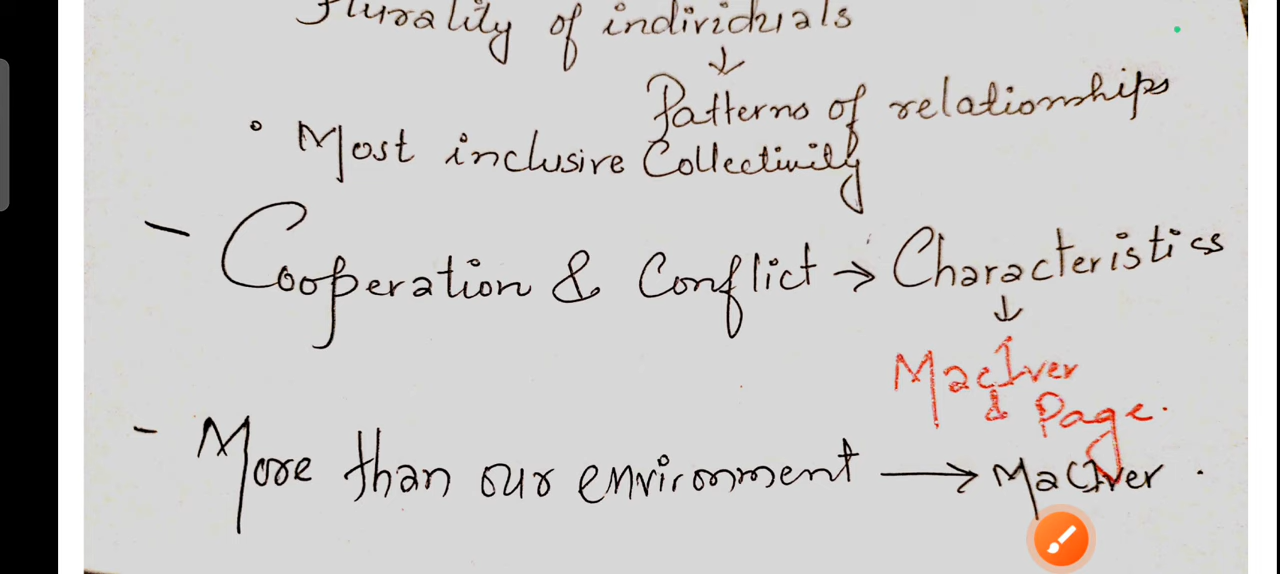 Plurality of individuals
↓
Patterns of relationships
• Most inclusive Collectivity
- Cooperation & Conflict → Characteristics
↓
MacIver
& Page.
- More than our environment → MacIver.